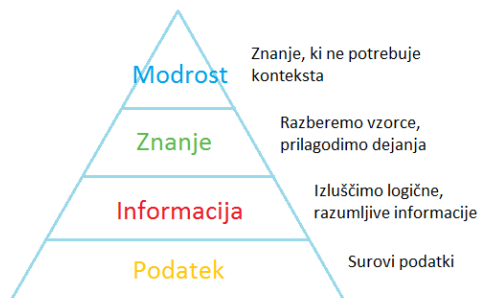 Modrost
Znanje, ki ne potrebuje
konteksta
Znanje
Razberemo vzorce,
prilagodimo dejanja
Informacija
Izluščimo logične,
razumljive informacije
Podatek
Surovi podatki